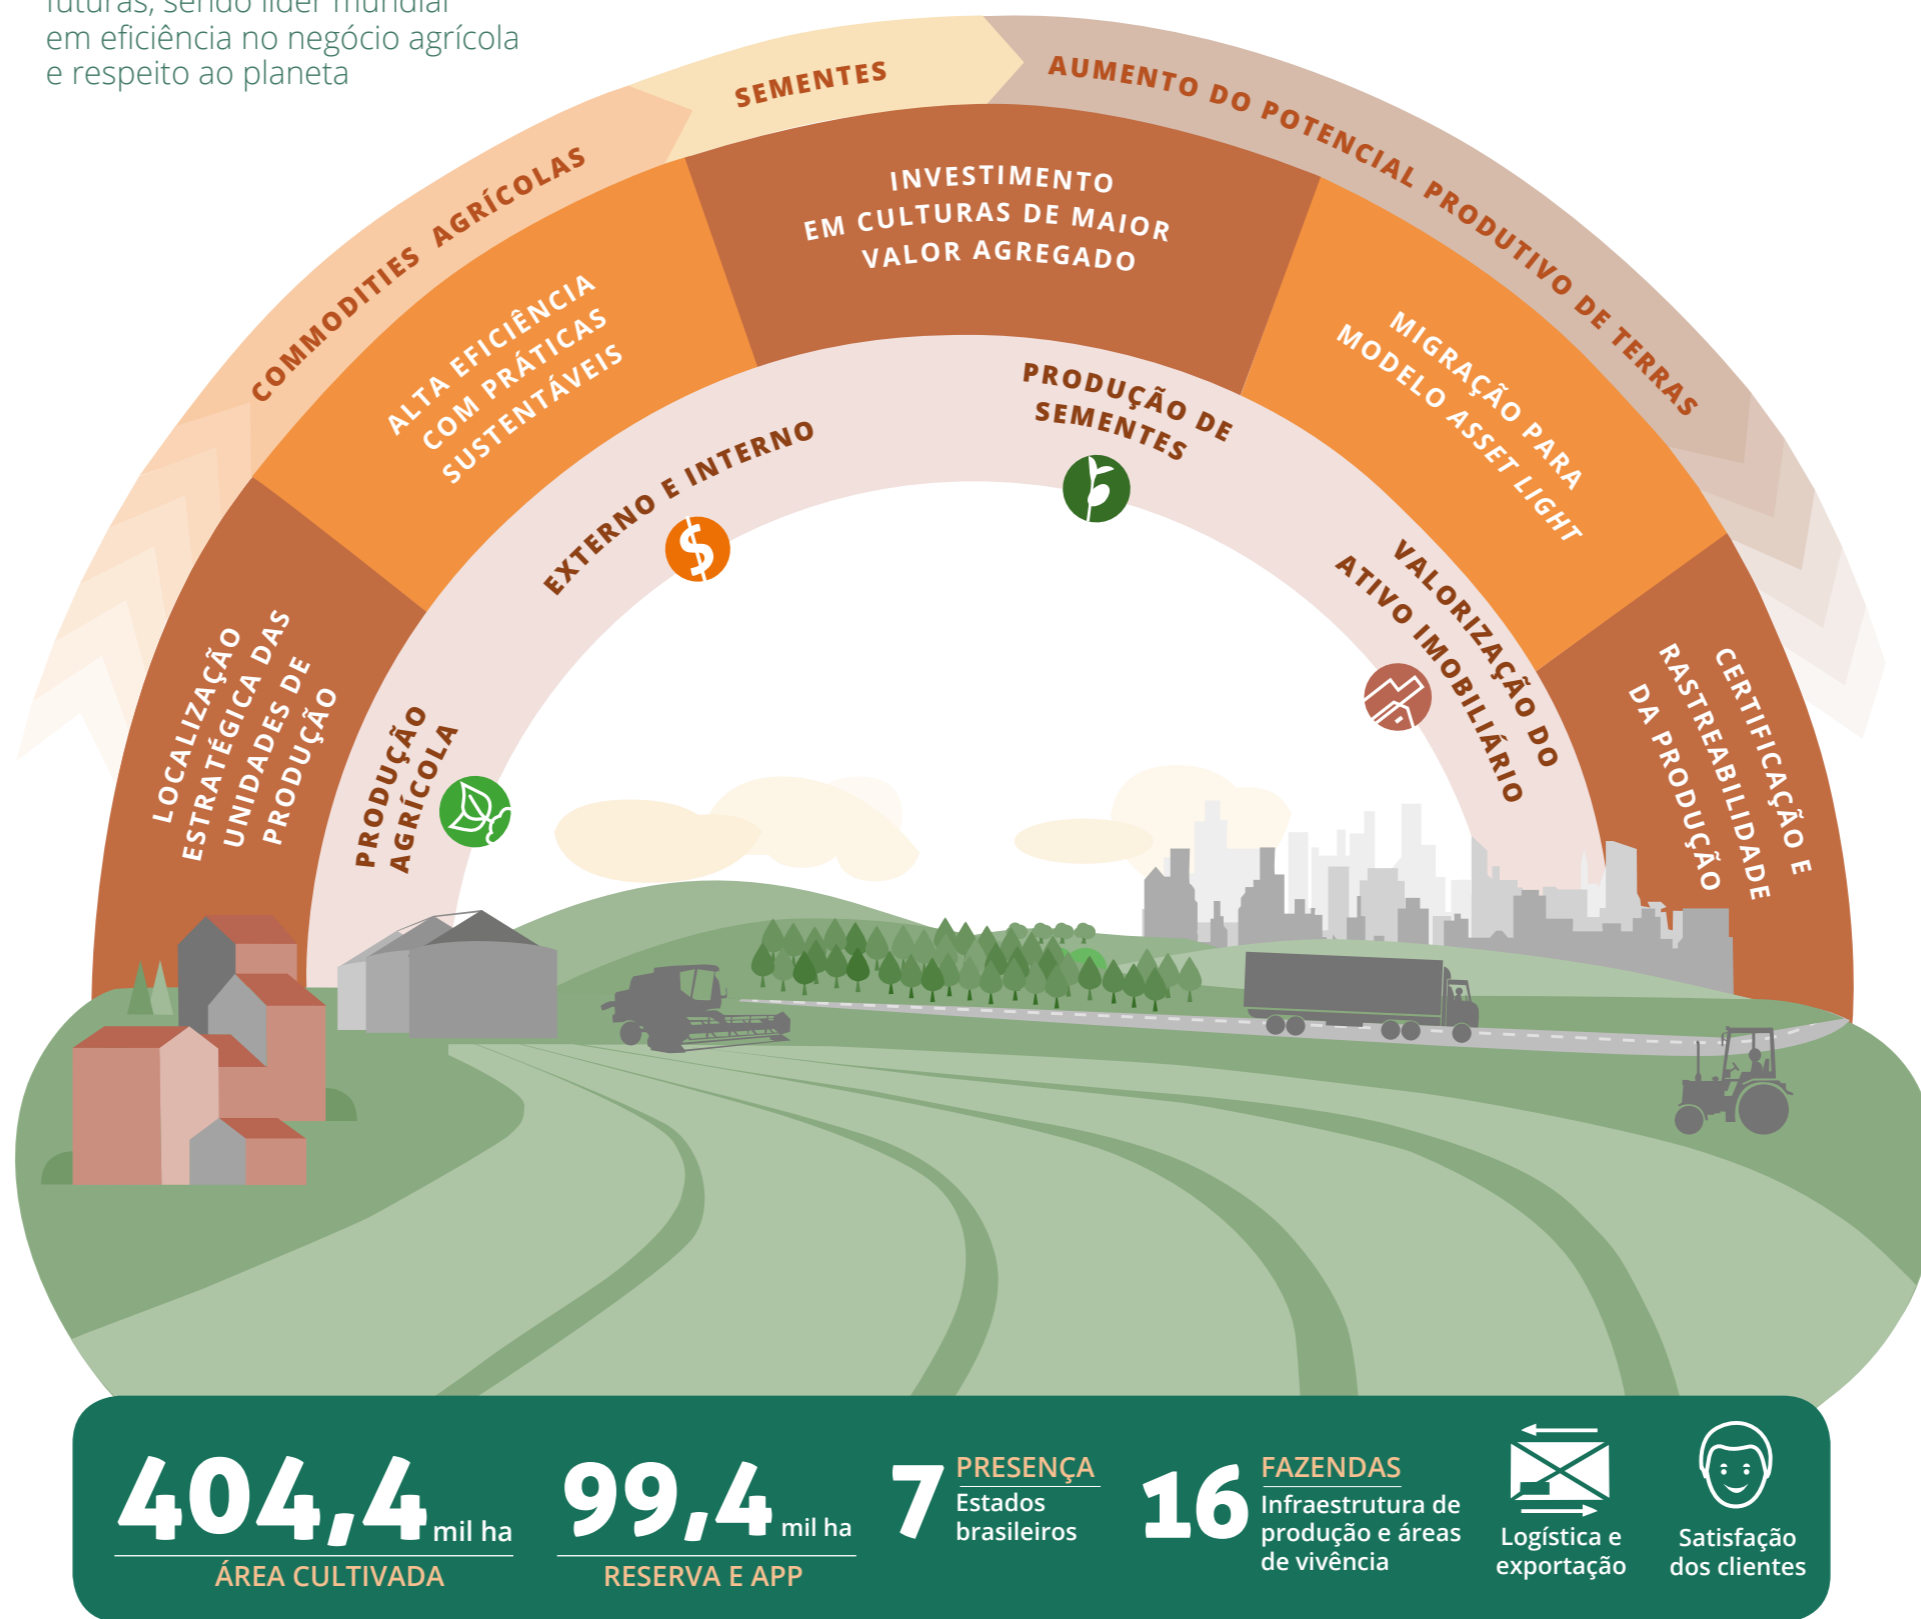 futuras, sendo líder mundial
em eficiência no negócio agrícola
e respeito ao planeta
COMMODITIES AGRÍCOLAS
SEMENTES
AUMENTO DO POTENCIAL PRODUTIVO DE TERRAS
LOCALIZAÇÃO
ESTRATÉGICA DAS
UNIDADES DE
PRODUÇÃO
ALTA EFICIÊNCIA
COM PRÁTICAS
SUSTENTÁVEIS
INVESTIMENTO
EM CULTURAS DE MAIOR
VALOR AGREGADO
MIGRAÇÃO PARA
MODELO ASSET LIGHT
CERTIFICAÇÃO E
RASTREABILIDADE
DA PRODUÇÃO
PRODUÇÃO
AGRÍCOLA
EXTERNO E INTERNO
$
PRODUÇÃO DE
SEMENTES
VALORIZAÇÃO DO
ATIVO IMOBILIÁRIO
404,4 mil ha
ÁREA CULTIVADA
99,4 mil ha
RESERVA E APP
7 PRESENÇA
Estados
brasileiros
16 FAZENDAS
Infraestrutura de
produção e áreas
de vivência
Logística e
exportação
Satisfação
dos clientes